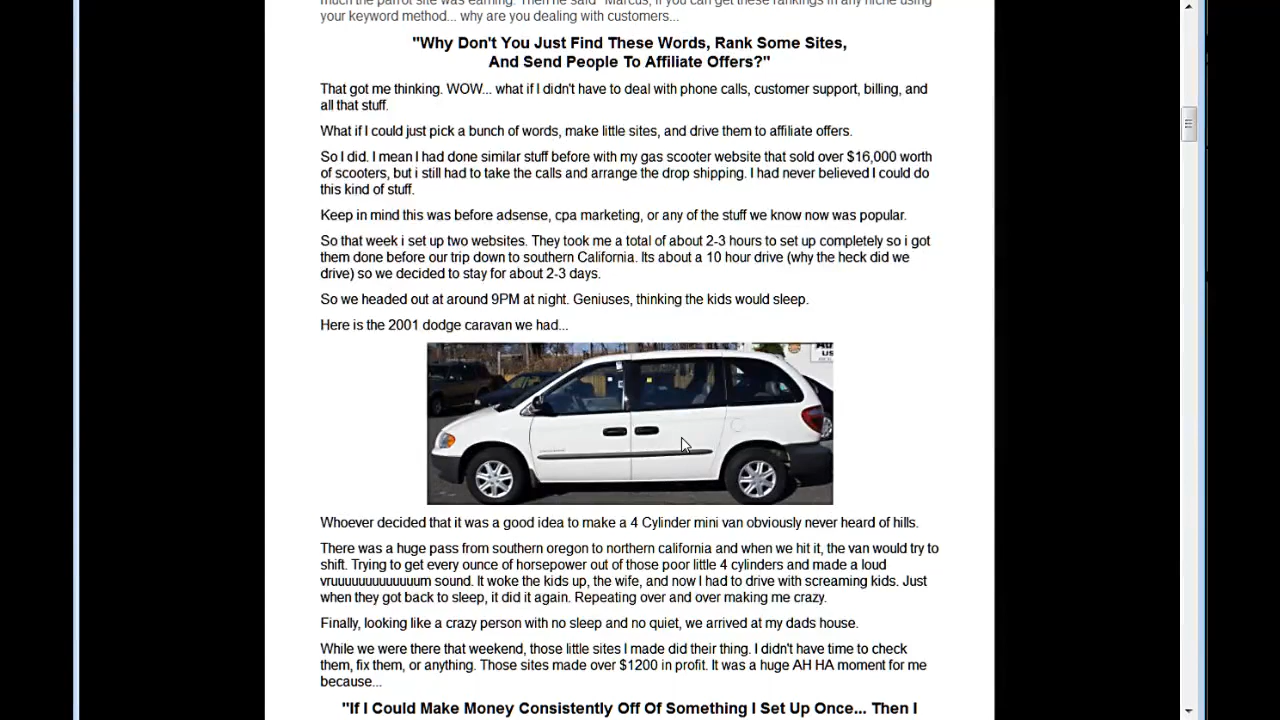 much the parrot site was earning. Then he said "Marcus, if you can get these rankings in any niche using
your keyword method... why are you dealing with customers...
"Why Don't You Just Find These Words, Rank Some Sites,
And Send People To Affiliate Offers?"
That got me thinking. WOW... what if I didn't have to deal with phone calls, customer support, billing, and
all that stuff.
What if I could just pick a bunch of words, make little sites, and drive them to affiliate offers.
So I did. I mean I had done similar stuff before with my gas scooter website that sold over $16,000 worth
of scooters, but i still had to take the calls and arrange the drop shipping. I had never believed I could do
this kind of stuff.
Keep in mind this was before adsense, cpa marketing, or any of the stuff we know now was popular.
So that week i set up two websites. They took me a total of about 2-3 hours to set up completely so i got
them done before our trip down to southern California. Its about a 10 hour drive (why the heck did we
drive) so we decided to stay for about 2-3 days.
So we headed out at around 9PM at night. Geniuses, thinking the kids would sleep.
Here is the 2001 dodge caravan we had...
Whoever decided that it was a good idea to make a 4 Cylinder mini van obviously never heard of hills.
There was a huge pass from southern oregon to northern california and when we hit it, the van would try to
shift. Trying to get every ounce of horsepower out of those poor little 4 cylinders and made a loud
vruuuuuuuuuuuum sound. It woke the kids up, the wife, and now I had to drive with screaming kids. Just
when they got back to sleep, it did it again. Repeating over and over making me crazy.
Finally, looking like a crazy person with no sleep and no quiet, we arrived at my dads house.
While we were there that weekend, those little sites I made did their thing. I didn't have time to check
them, fix them, or anything. Those sites made over $1200 in profit. It was a huge AH HA moment for me
because...
"If I Could Make Money Consistently Off Of Something I Set Up Once... Then I